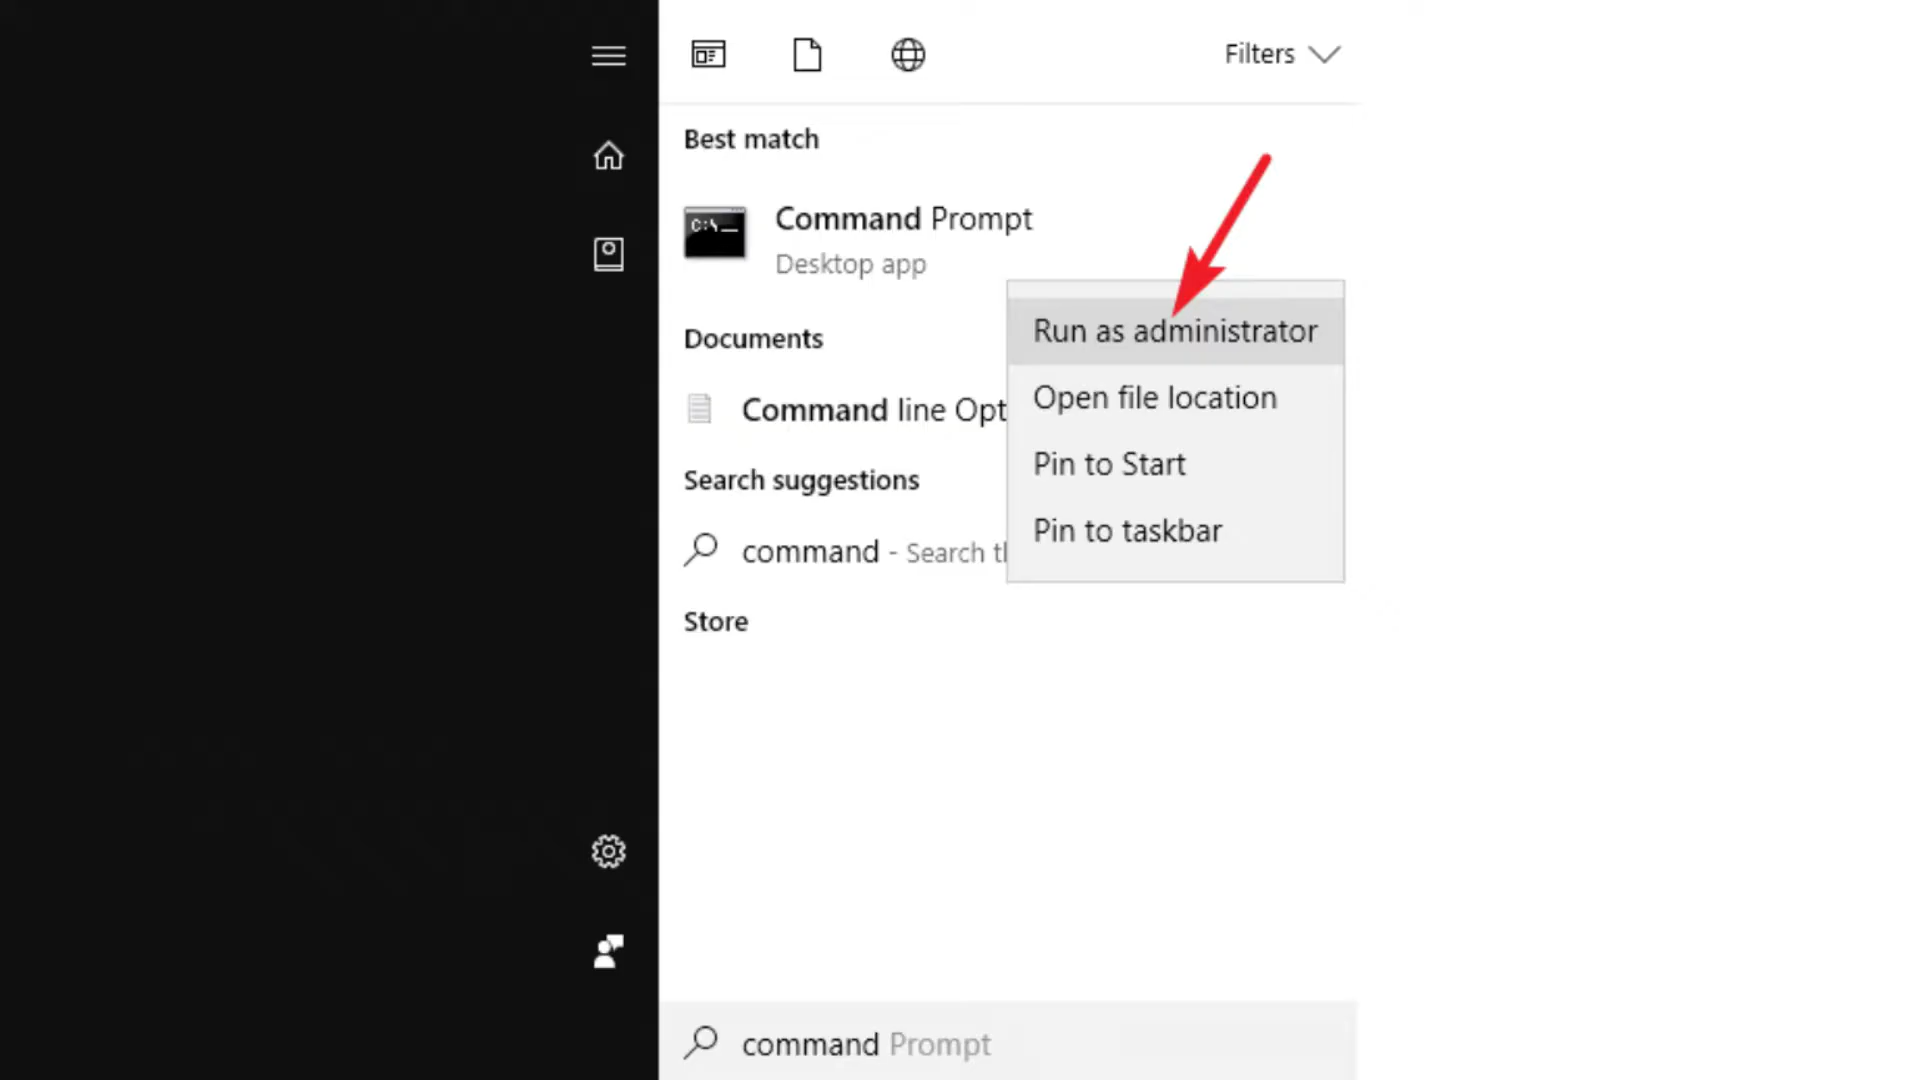 Filters
Best match
C:\
Command Prompt
Desktop app
Run as administrator
Documents
Open file location
Command line Opt
Pin to Start
Search suggestions
Pin to taskbar
command - Search t
Store
command Prompt